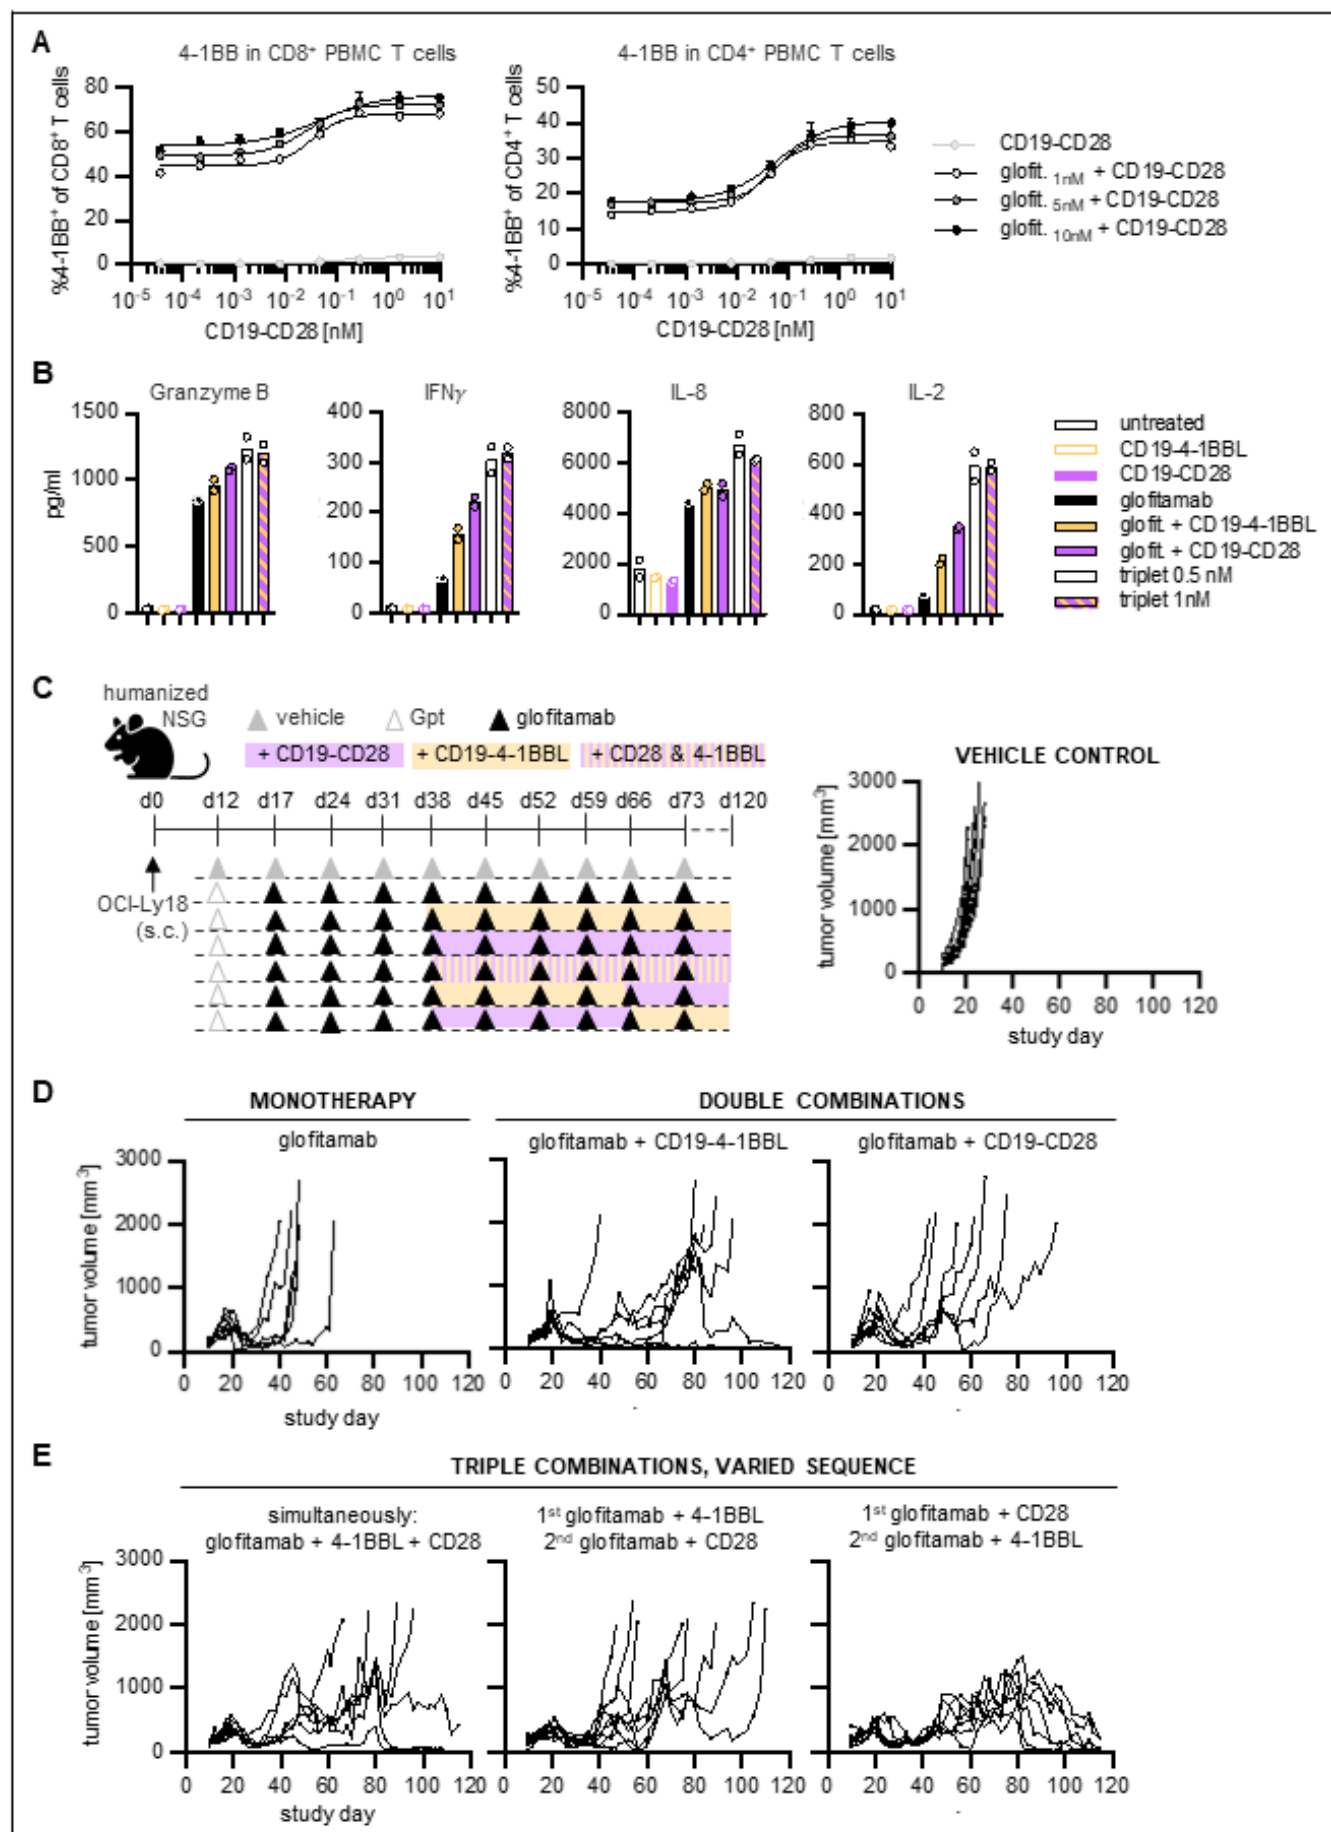 A
4-1BB in CD8⁺ PBMC T cells
4-1BB in CD4⁺ PBMC T cells
%4-1BB⁺ of CD8⁺ T cells
80
60
40
20
0
10⁻⁵ 10⁻⁴ 10⁻³ 10⁻² 10⁻¹ 10⁰ 10¹
CD19-CD28 [nM]
%4-1BB⁺ of CD4⁺ T cells
50
40
30
20
10
0
10⁻⁵ 10⁻⁴ 10⁻³ 10⁻² 10⁻¹ 10⁰ 10¹
CD19-CD28 [nM]
CD19-CD28
glofit. 1nM + CD19-CD28
glofit. 5nM + CD19-CD28
glofit. 10nM + CD19-CD28
B
Granzyme B
IFNγ
IL-8
IL-2
pg/ml
1500
1000
500
0
400
300
200
100
0
8000
6000
4000
2000
0
800
600
400
200
0
untreated
CD19-4-1BBL
CD19-CD28
glofitamab
glofit. + CD19-4-1BBL
glofit. + CD19-CD28
triplet 0.5 nM
triplet 1nM
C
humanized
NSG
vehicle
Gpt
glofitamab
+ CD19-CD28
+ CD19-4-1BBL
+ CD28 & 4-1BBL
d0 d12 d17 d24 d31 d38 d45 d52 d59 d66 d73 d120
OCI-Ly18
(s.c.)
VEHICLE CONTROL
tumor volume [mm³]
3000
2000
1000
0
0 20 40 60 80 100 120
study day
D
MONOTHERAPY
DOUBLE COMBINATIONS
glofitamab
glofitamab + CD19-4-1BBL
glofitamab + CD19-CD28
tumor volume [mm³]
3000
2000
1000
0
0 20 40 60 80 100 120
0 20 40 60 80 100 120
0 20 40 60 80 100 120
study day
E
TRIPLE COMBINATIONS, VARIED SEQUENCE
simultaneously:
glofitamab + 4-1BBL + CD28
1ˢᵗ glofitamab + 4-1BBL
2ⁿᵈ glofitamab + CD28
1ˢᵗ glofitamab + CD28
2ⁿᵈ glofitamab + 4-1BBL
tumor volume [mm³]
3000
2000
1000
0
0 20 40 60 80 100 120
0 20 40 60 80 100 120
0 20 40 60 80 100 120
study day